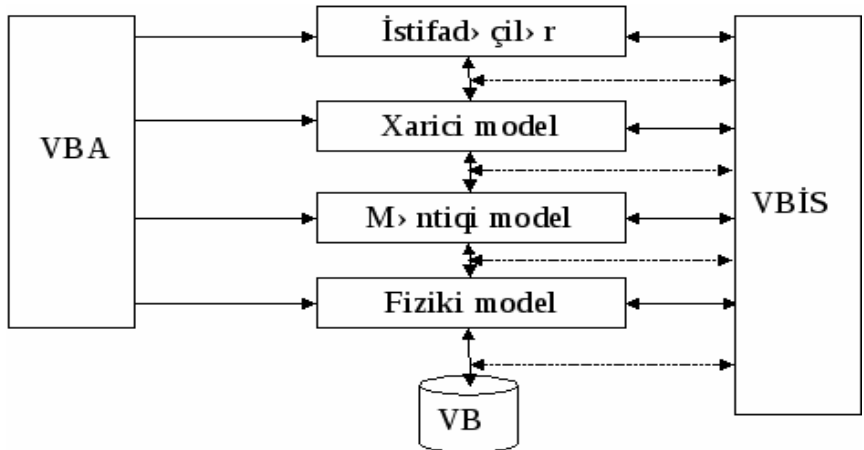 İstifad› çil› r
Xarici model
VBA
VBİS
M› ntiqi model
Fiziki model
VB